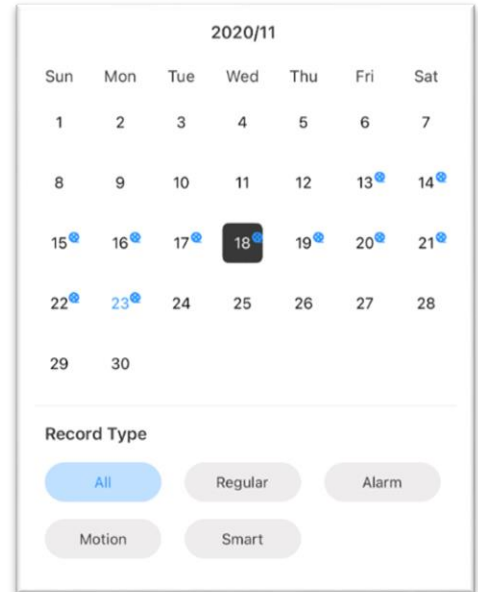 2020/11
Sun Mon Tue Wed Thu Fri Sat
1 2 3 4 5 6 7
8 9 10 11 12 13 14
15 16 17 18 19 20 21
22 23 24 25 26 27 28
29 30
Record Type
All Regular Alarm
Motion Smart